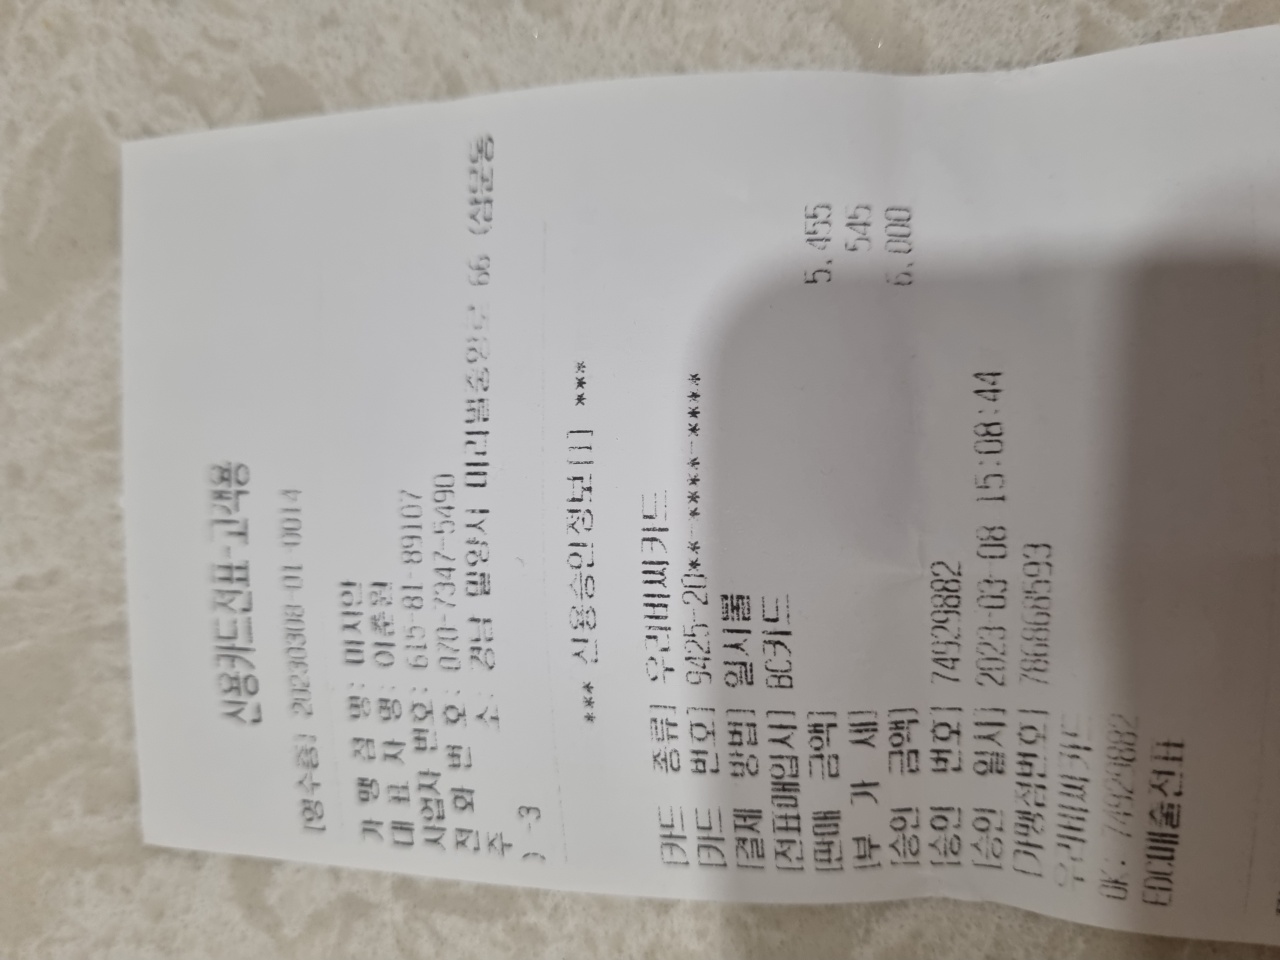 신용카드전표-고객용
[영수증] 20230308-01-0014
가 맹 점 명: 미시인
대 표 자 명: 이준원
사업자 번호: 615-81-89107
전 화 번 호: 070-7347-5490
주 소: 경남 밀양시 미리벌중앙로 66 (삼문동
) -3
*** 신용승인정보[1] ***
[카드 종류] 우리비씨카드
[카드 번호] 9425-20**-****-****
[결제 방법] 일시불
[전표매입사] BC카드
[판매 금액] 5,455
[부 가 세] 545
[승인 금액] 6,000
[승인 번호] 74929882
[승인 일시] 2023-03-08 15:08:44
[가맹점번호] 786868593
우리비씨카드
OK: 74929882
EDC매출전표